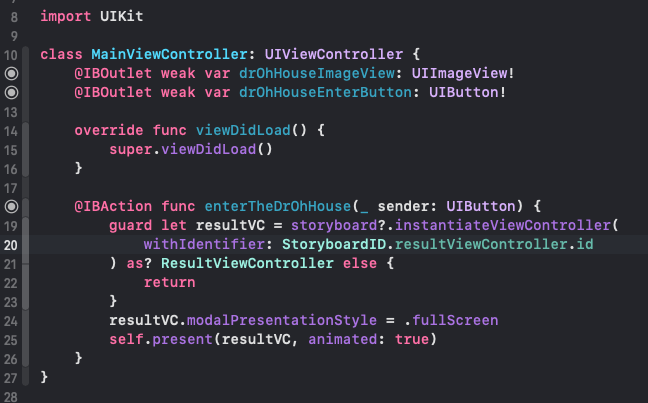 8 import UIKit
9
10 class MainViewController: UIViewController {
@IBOutlet weak var drOhHouseImageView: UIImageView!
@IBOutlet weak var drOhHouseEnterButton: UIButton!
13
14 override func viewDidLoad() {
15 super.viewDidLoad()
16 }
17
@IBAction func enterTheDrOhHouse(_ sender: UIButton) {
19 guard let resultVC = storyboard?.instantiateViewController(
20 withIdentifier: StoryboardID.resultViewController.id
21 ) as? ResultViewController else {
22 return
23 }
24 resultVC.modalPresentationStyle = .fullScreen
25 self.present(resultVC, animated: true)
26 }
27 }
28